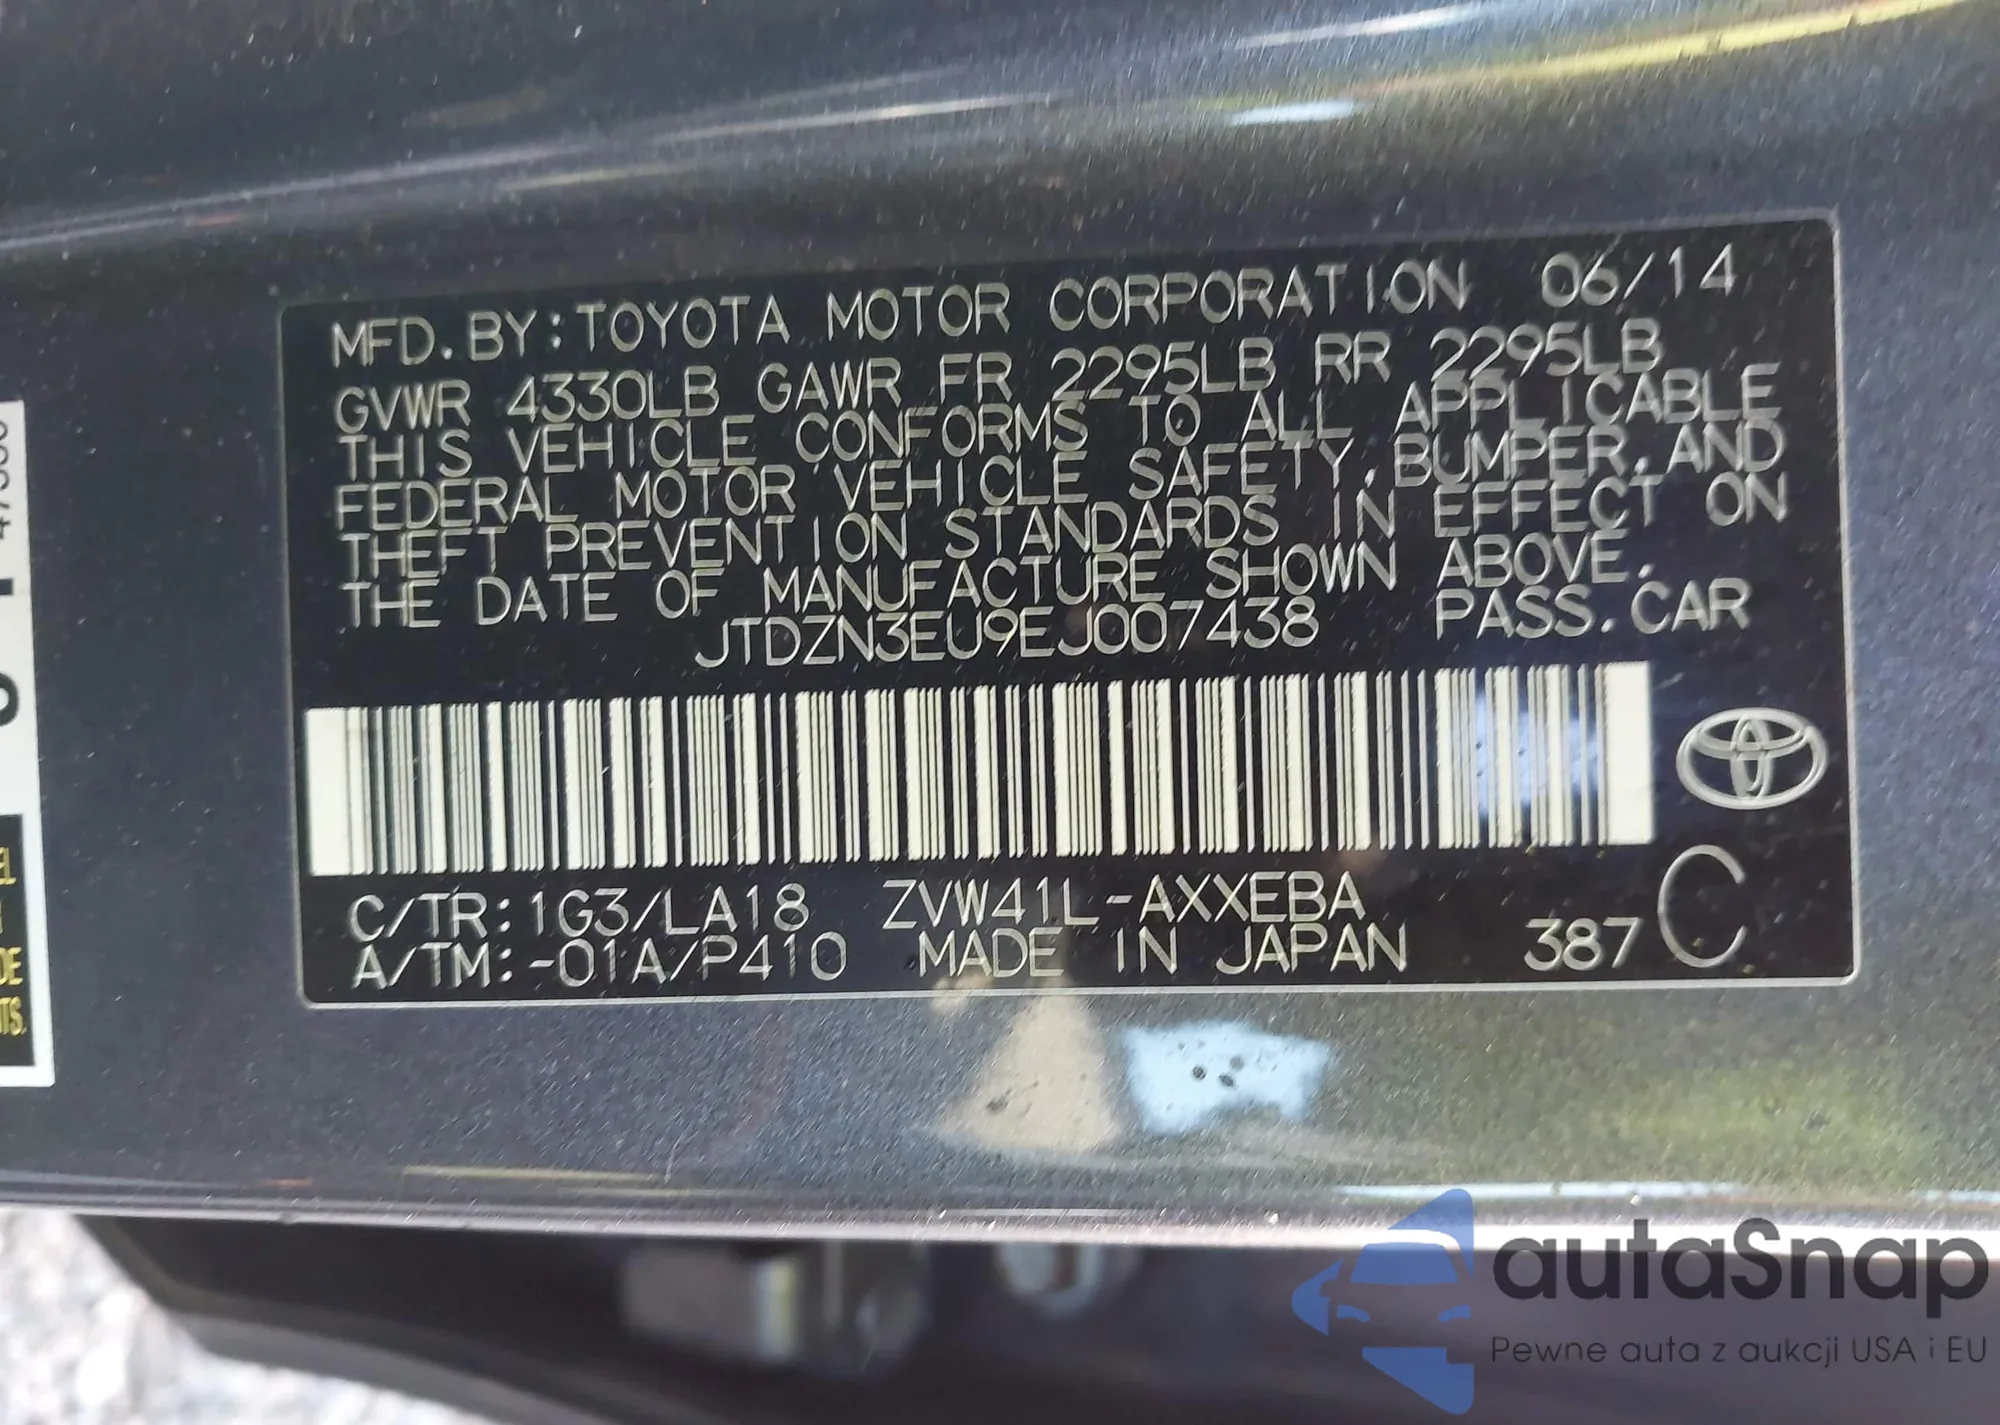 MFD. BY: TOYOTA MOTOR CORPORATION 06/14
GVWR 4330LB GAWR FR 2295LB RR 2295LB
THIS VEHICLE CONFORMS TO ALL APPLICABLE
FEDERAL MOTOR VEHICLE SAFETY, BUMPER, AND
THEFT PREVENTION STANDARDS IN EFFECT ON
THE DATE OF MANUFACTURE SHOWN ABOVE.
JTDZN3EU9EJ007438 PASS. CAR
C/TR: 1G3/LA18 ZVW41L-AXXEBA
A/TM: -01A/P410 MADE IN JAPAN 387 C
autaSnap
Pewne auta z aukcji USA i EU